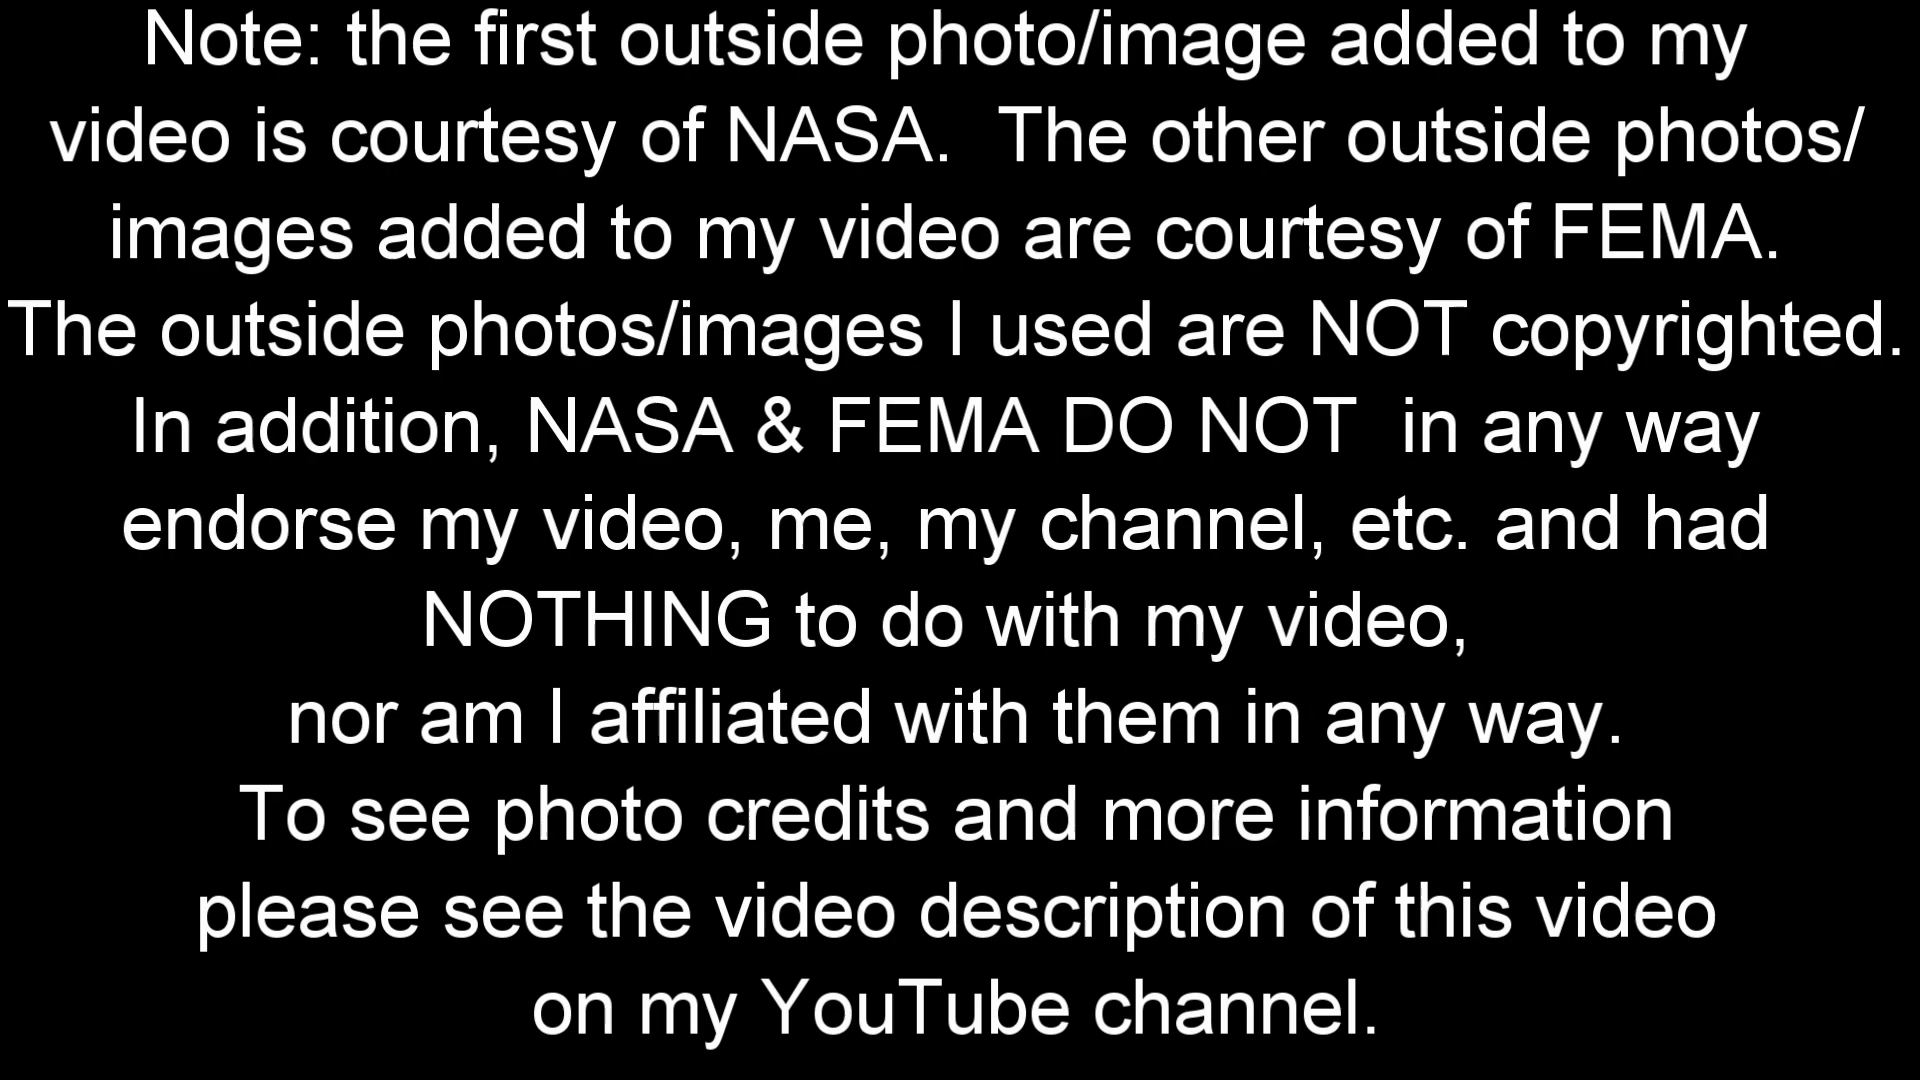 Note: the first outside photo/image added to my
video is courtesy of NASA.  The other outside photos/
images added to my video are courtesy of FEMA.
The outside photos/images I used are NOT copyrighted.
In addition, NASA & FEMA DO NOT  in any way
endorse my video, me, my channel, etc. and had
NOTHING to do with my video,
nor am I affiliated with them in any way.
To see photo credits and more information
please see the video description of this video
on my YouTube channel.